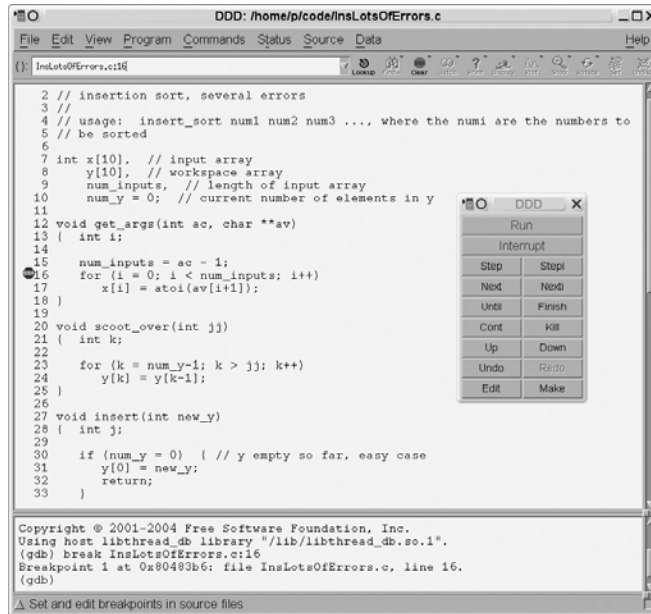 DDD: /home/p/code/InsLotsOfErrors.c
File Edit View Program Commands Status Source Data Help
(): InsLotsOfErrors.c:16
Lookup Clear
2 // insertion sort, several errors
3 //
4 // usage:  insert_sort num1 num2 num3 ..., where the numi are the numbers to
5 // be sorted
6
7 int x[10],  // input array
8     y[10],  // workspace array
9     num_inputs,  // length of input array
10     num_y = 0;  // current number of elements in y
11
12 void get_args(int ac, char **av)
13 {  int i;
14
15    num_inputs = ac - 1;
16    for (i = 0; i < num_inputs; i++)
17       x[i] = atoi(av[i+1]);
18 }
19
20 void scoot_over(int jj)
21 {  int k;
22
23    for (k = num_y-1; k > jj; k++)
24       y[k] = y[k-1];
25 }
26
27 void insert(int new_y)
28 {  int j;
29
30    if (num_y = 0)  { // y empty so far, easy case
31       y[0] = new_y;
32       return;
33    }
DDD
Run
Interrupt
Step Stepi
Next Nexti
Until Finish
Cont Kill
Up Down
Undo Redo
Edit Make
Copyright © 2001-2004 Free Software Foundation, Inc.
Using host libthread_db library "/lib/libthread_db.so.1".
(gdb) break InsLotsOfErrors.c:16
Breakpoint 1 at 0x80483b6: file InsLotsOfErrors.c, line 16.
(gdb)
Set and edit breakpoints in source files